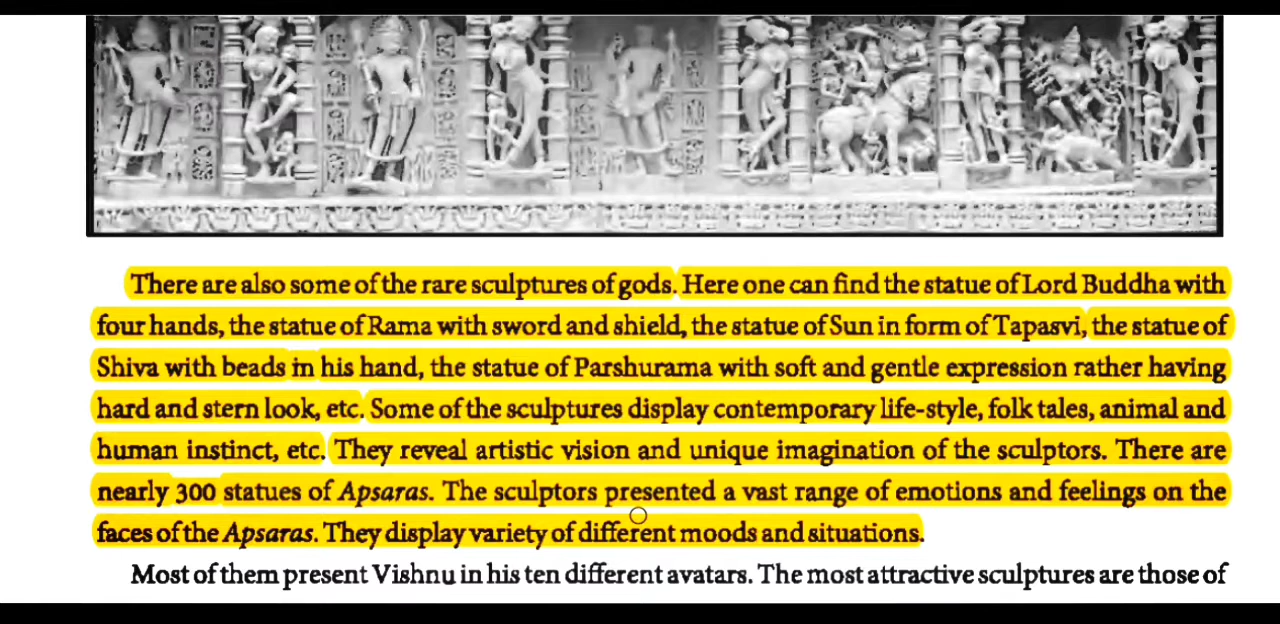 There are also some of the rare sculptures of gods. Here one can find the statue of Lord Buddha with
four hands, the statue of Rama with sword and shield, the statue of Sun in form of Tapasvi, the statue of
Shiva with beads in his hand, the statue of Parshurama with soft and gentle expression rather having
hard and stern look, etc. Some of the sculptures display contemporary life-style, folk tales, animal and
human instinct, etc. They reveal artistic vision and unique imagination of the sculptors. There are
nearly 300 statues of Apsaras. The sculptors presented a vast range of emotions and feelings on the
faces of the Apsaras. They display variety of different moods and situations.
Most of them present Vishnu in his ten different avatars. The most attractive sculptures are those of